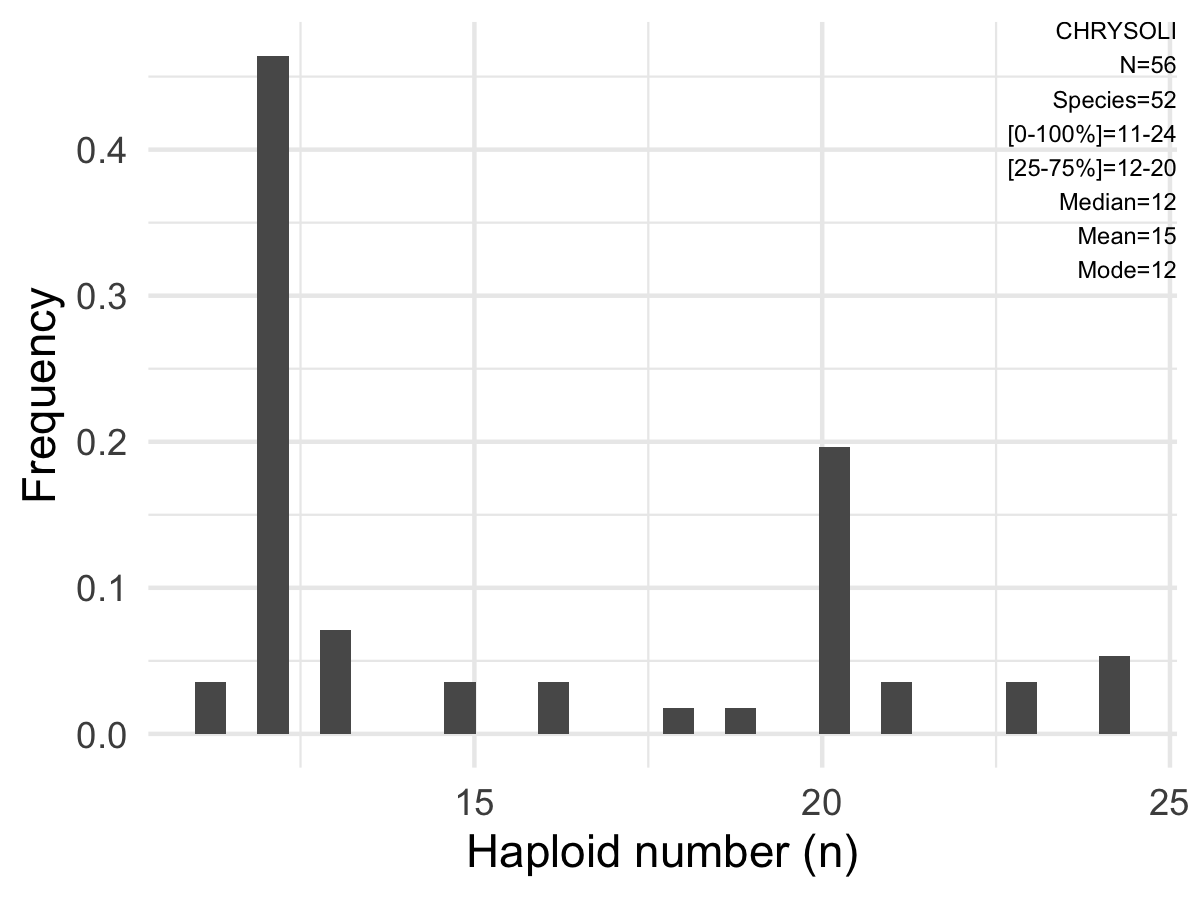 CHRYSOLI
N=56
Species=52
[0-100%]=11-24
[25-75%]=12-20
Median=12
Mean=15
Mode=12
0.4
0.3
0.2
0.1
0.0
Frequency
15 20 25
Haploid number (n)